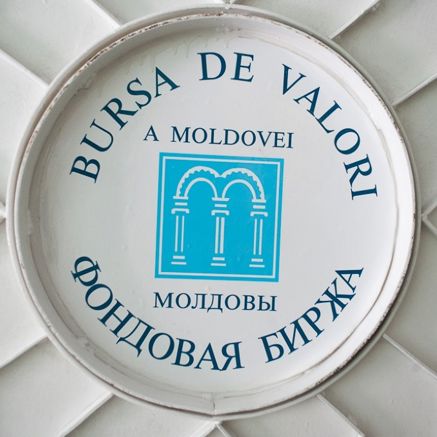 BURSA DE VALORI
A MOLDOVEI
МОЛДОВЫ
ФОНДОВАЯ БИРЖА